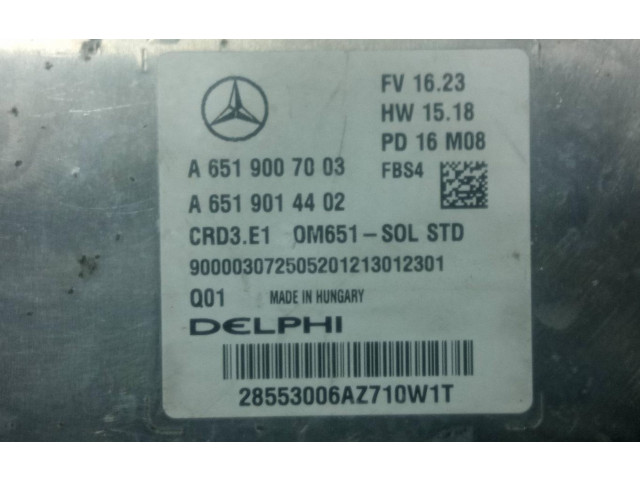 FV 16.23
HW 15.18
PD 16 M08
A 651 900 70 03
FBS4
A 651 901 44 02
CRD3.E1 OM651-SOL STD
900003072505201213012301
Q01 MADE IN HUNGARY
DELPHI
28553006AZ710W1T